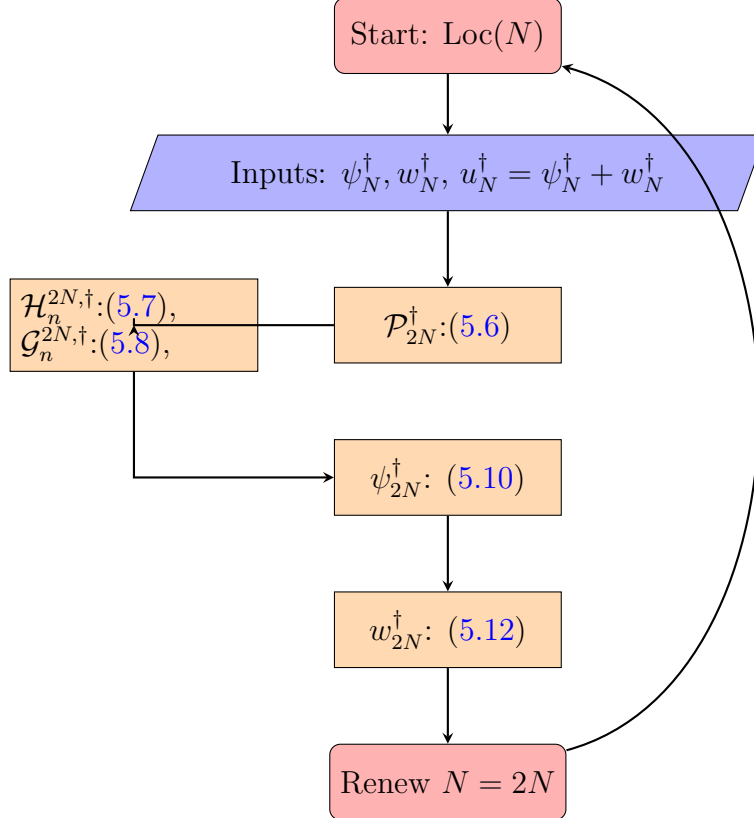 Start: Loc(N)
Inputs: ψ_N^†, w_N^†, u_N^† = ψ_N^† + w_N^†
H_n^{2N,†}:(5.7),
G_n^{2N,†}:(5.8),
P_{2N}^†:(5.6)
ψ_{2N}^†: (5.10)
w_{2N}^†: (5.12)
Renew N = 2N